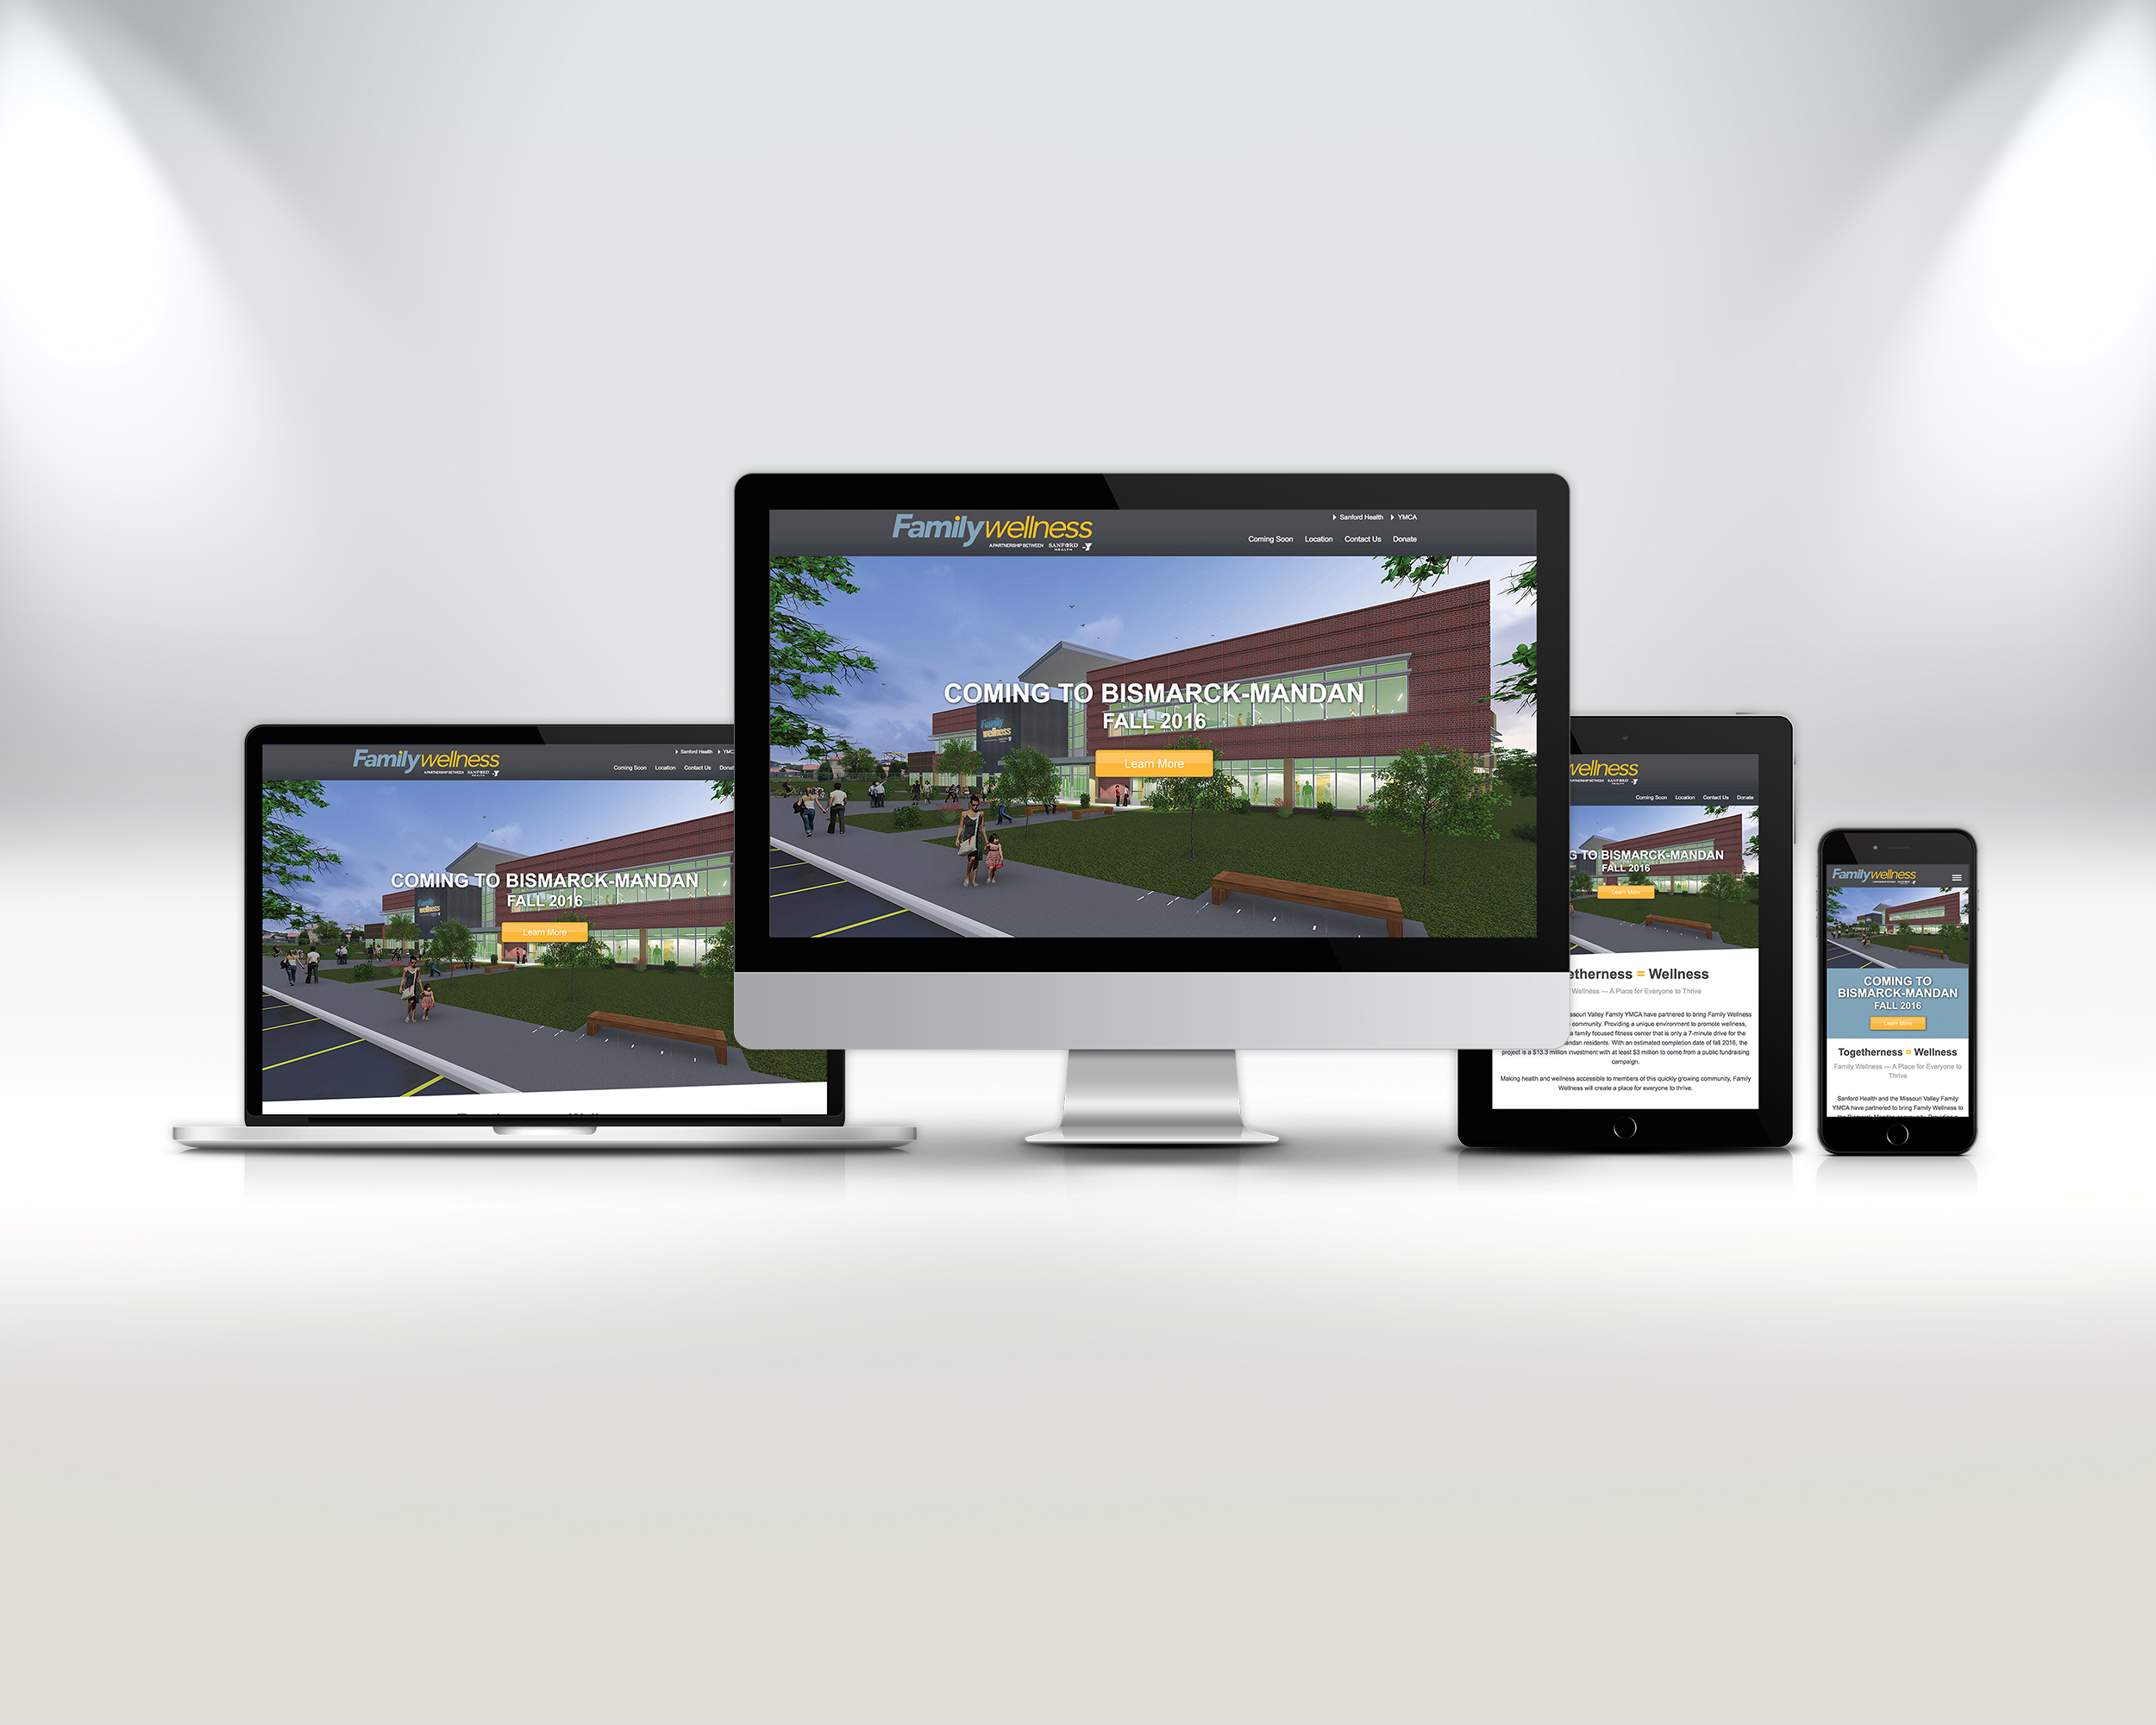 Familywellness
A PARTNERSHIP BETWEEN SANFORD HEALTH
Sanford Health YMCA
Coming Soon Location Contact Us Donat
COMING TO BISMARCK-MANDAN
FALL 2016
Learn More
Familywellness
A PARTNERSHIP BETWEEN SANFORD HEALTH
Sanford Health YMCA
Coming Soon Location Contact Us Donate
Family
wellness
COMING TO BISMARCK-MANDAN
FALL 2016
Learn More
wellness
PARTNERSHIP BETWEEN SANFORD HEALTH
Coming Soon Location Contact Us Donate
G TO BISMARCK-MANDAN
FALL 2016
Learn More
etherness = Wellness
Wellness — A Place for Everyone to Thrive
ssouri Valley Family YMCA have partnered to bring Family Wellness
community. Providing a unique environment to promote wellness,
a family focused fitness center that is only a 7-minute drive for the
ndan residents. With an estimated completion date of fall 2016, the
project is a $13.3 million investment with at least $3 million to come from a public fundraising
campaign.
Making health and wellness accessible to members of this quickly growing community, Family
Wellness will create a place for everyone to thrive.
Familywellness
COMING TO
BISMARCK-MANDAN
FALL 2016
Learn More
Togetherness = Wellness
Family Wellness — A Place for Everyone to
Thrive
Sanford Health and the Missouri Valley Family
YMCA have partnered to bring Family Wellness to